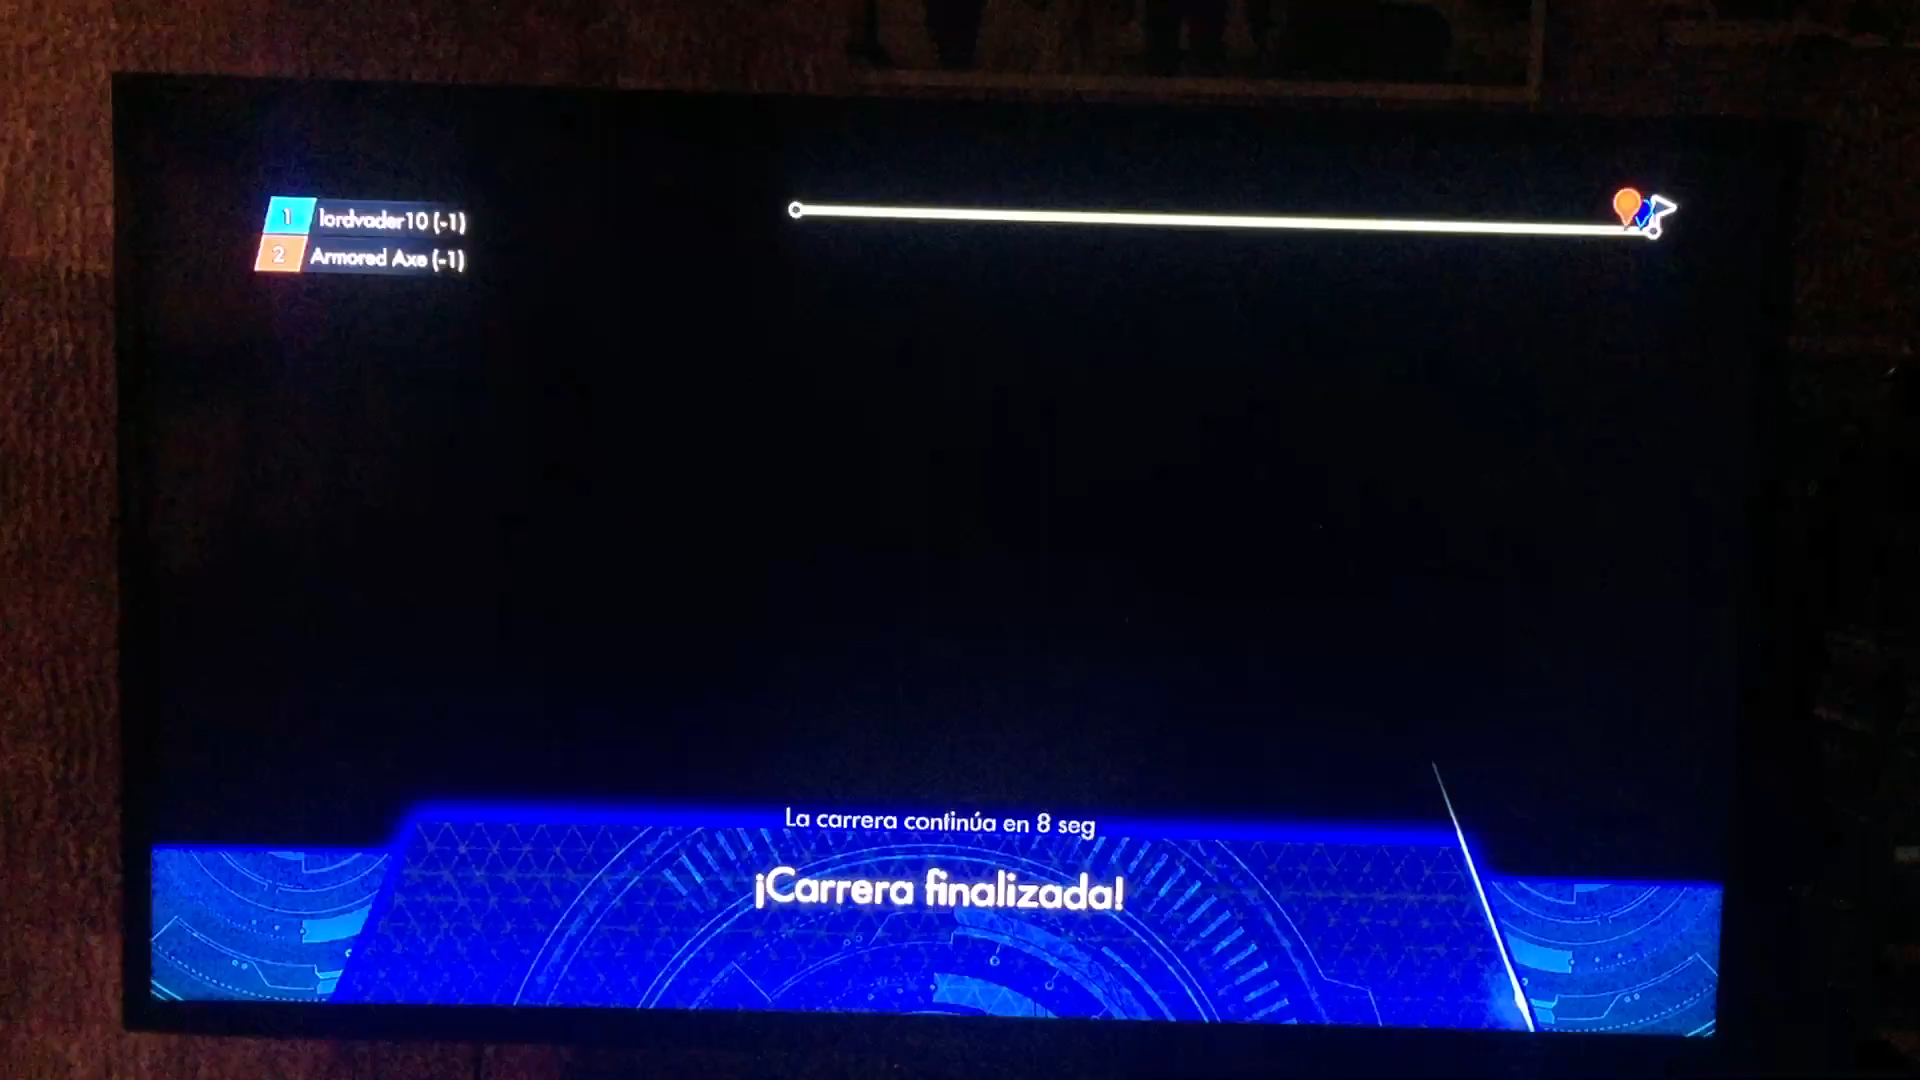 1 lordvader10 (-1)
2 Armored Axe (-1)
La carrera continúa en 8 seg
¡Carrera finalizada!